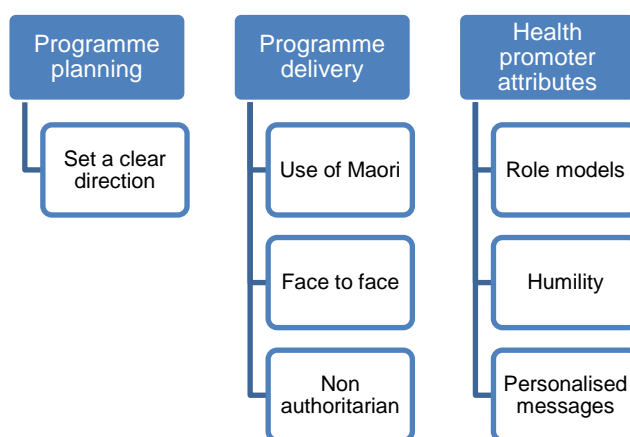 Programme
planning
Set a clear
direction
Programme
delivery
Use of Maori
Face to face
Non
authoritarian
Health
promoter
attributes
Role models
Humility
Personalised
messages